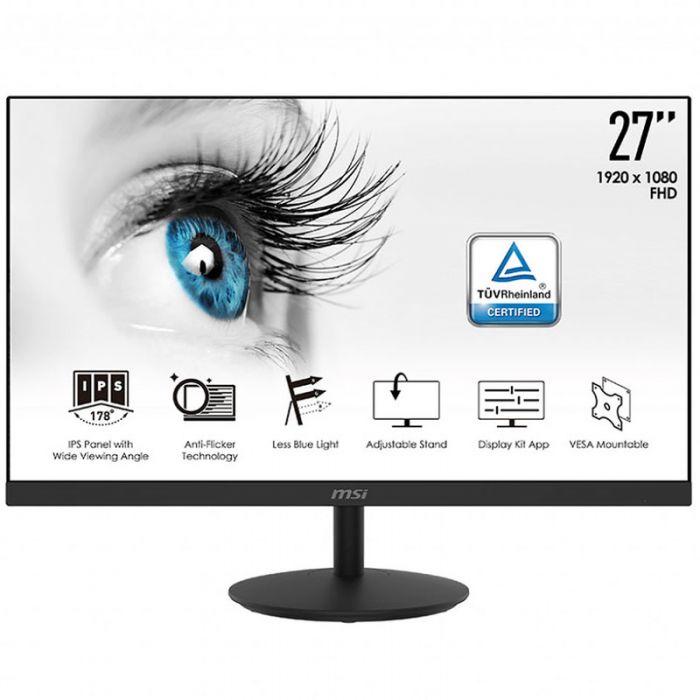 27"
1920 x 1080
FHD
TÜVRheinland®
CERTIFIED
IPS
178°
IPS Panel with
Wide Viewing Angle
Anti-Flicker
Technology
Less Blue Light
Adjustable Stand
Display Kit App
VESA Mountable
msi